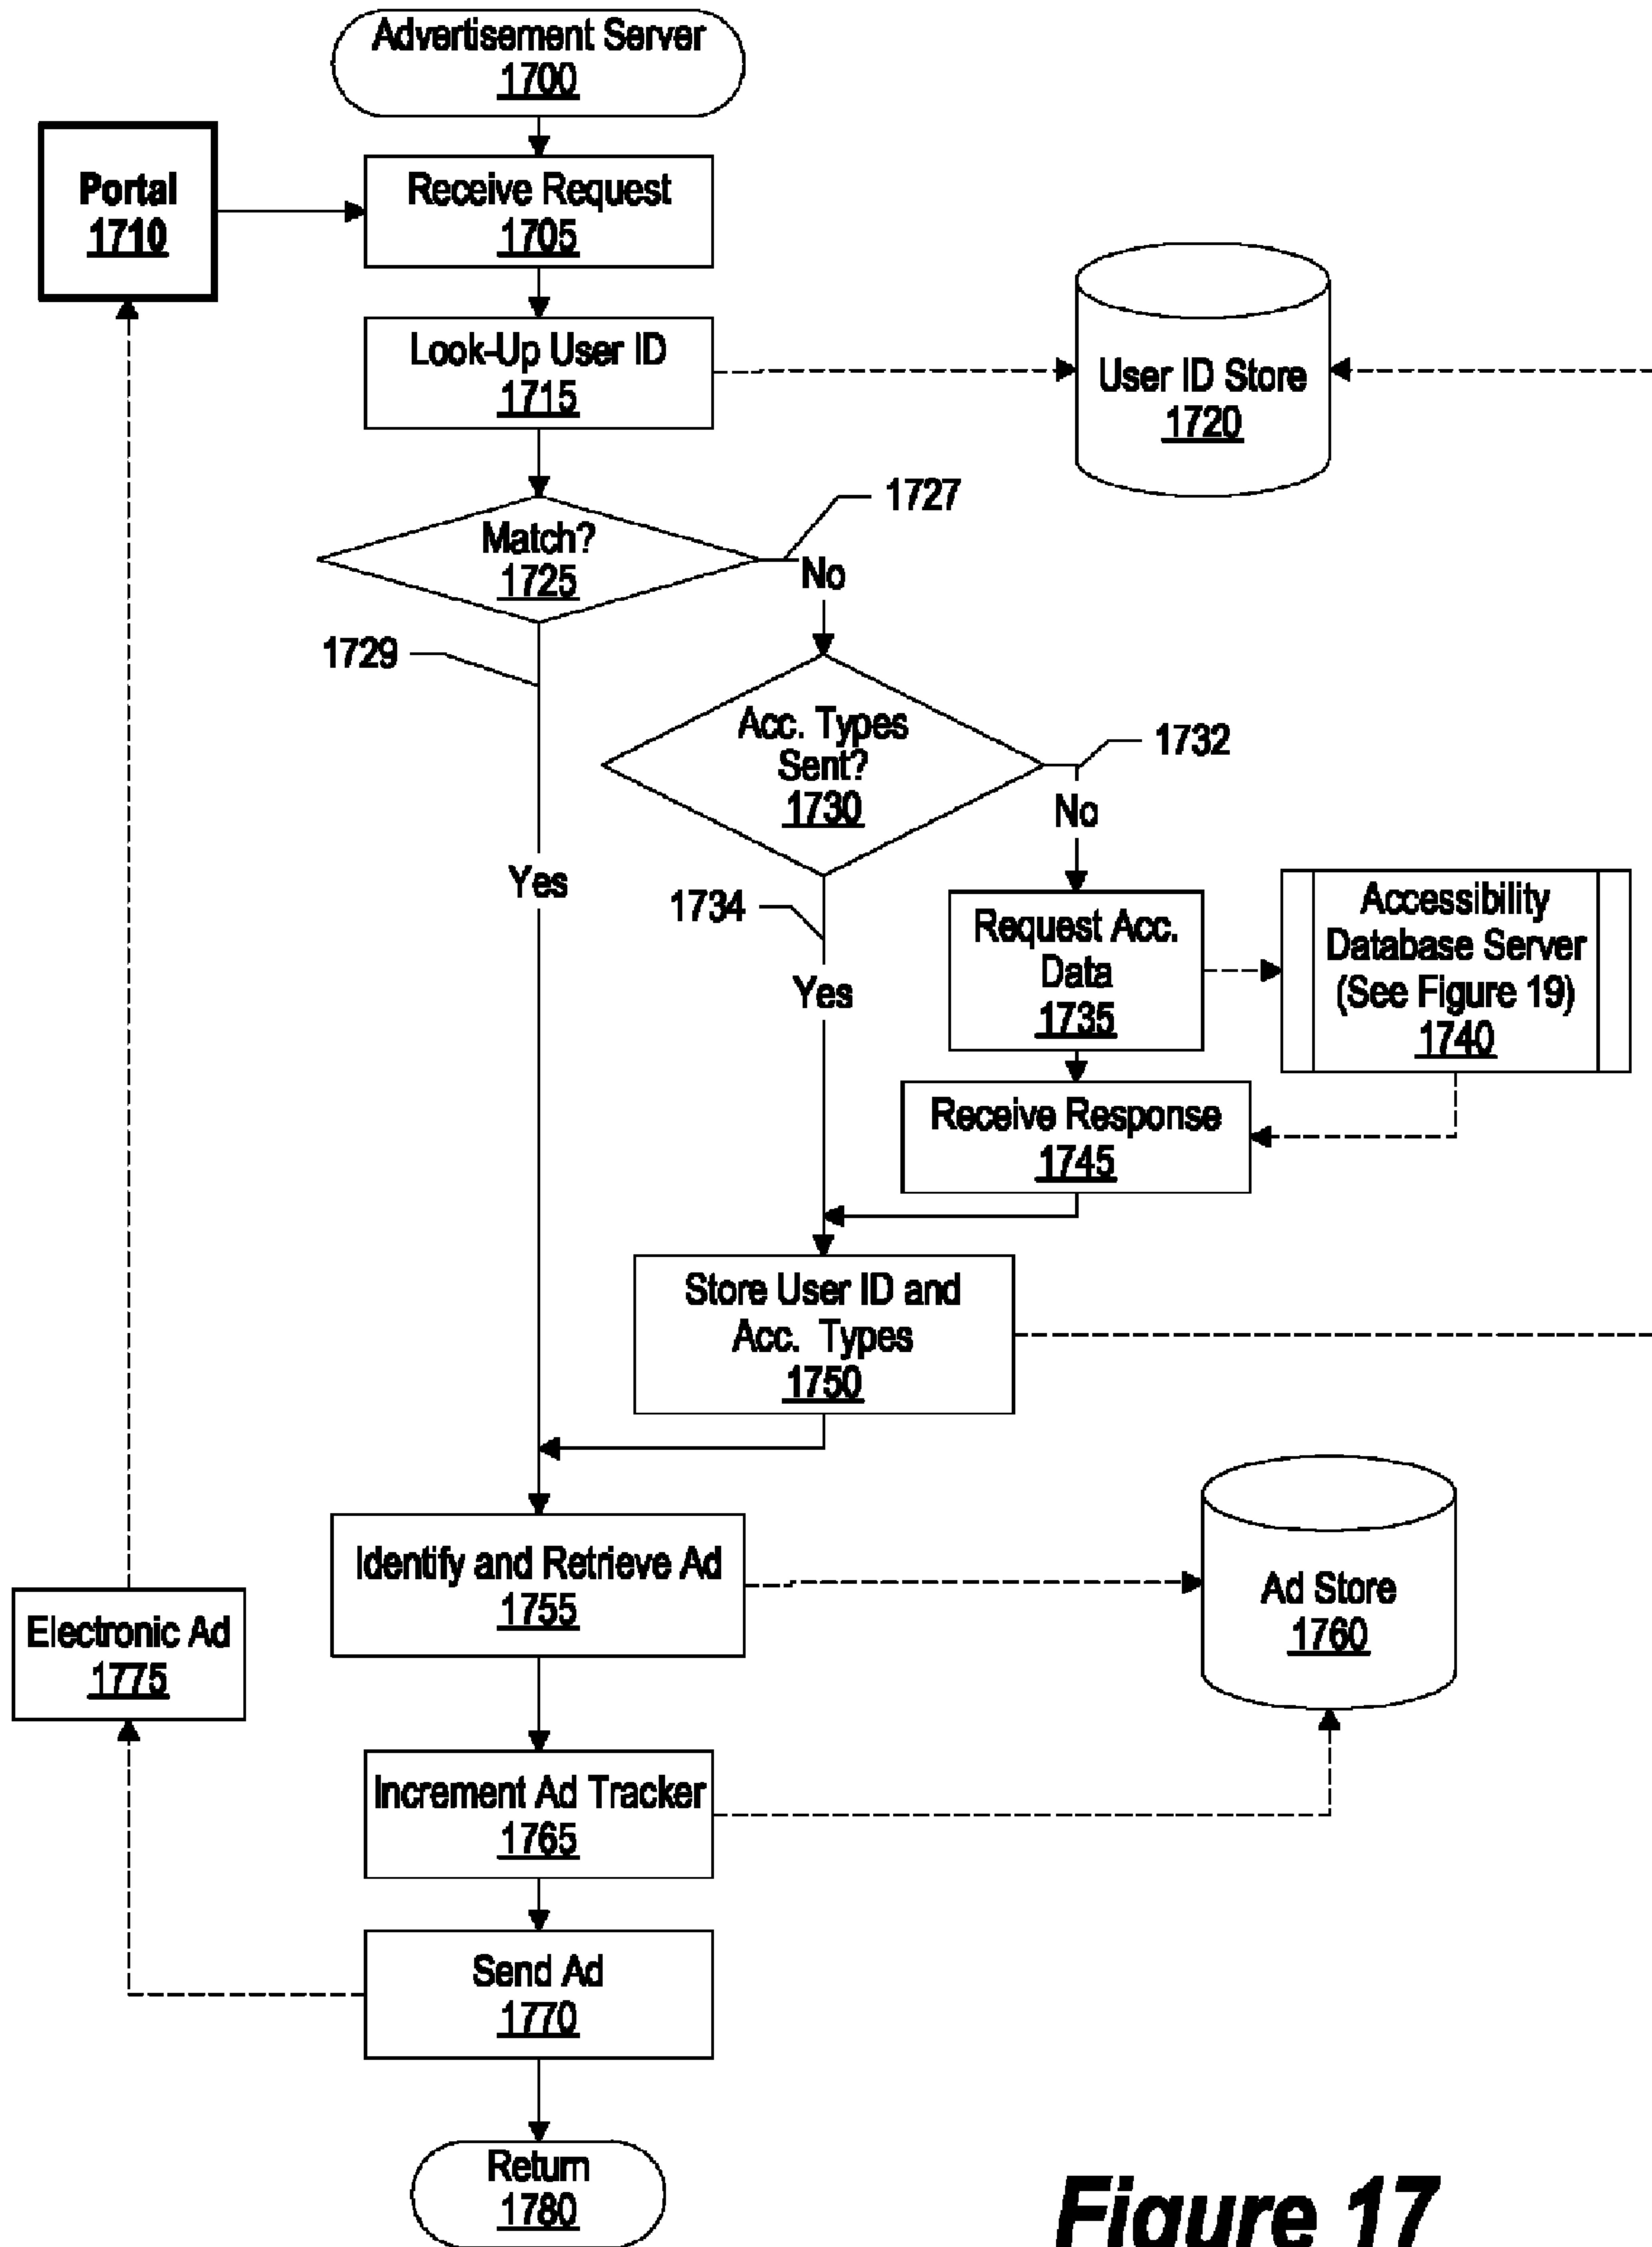 Advertisement Server
1700
Portal
1710
Receive Request
1705
Look-Up User ID
1715
User ID Store
1720
1727
Match?
1725
No
1729
Acc. Types
Sent?
1730
1732
No
Yes
1734
Yes
Request Acc.
Data
1735
Accessibility
Database Server
(See Figure 19)
1740
Receive Response
1745
Store User ID and
Acc. Types
1750
Identify and Retrieve Ad
1755
Ad Store
1760
Electronic Ad
1775
Increment Ad Tracker
1765
Send Ad
1770
Return
1780
Figure 17